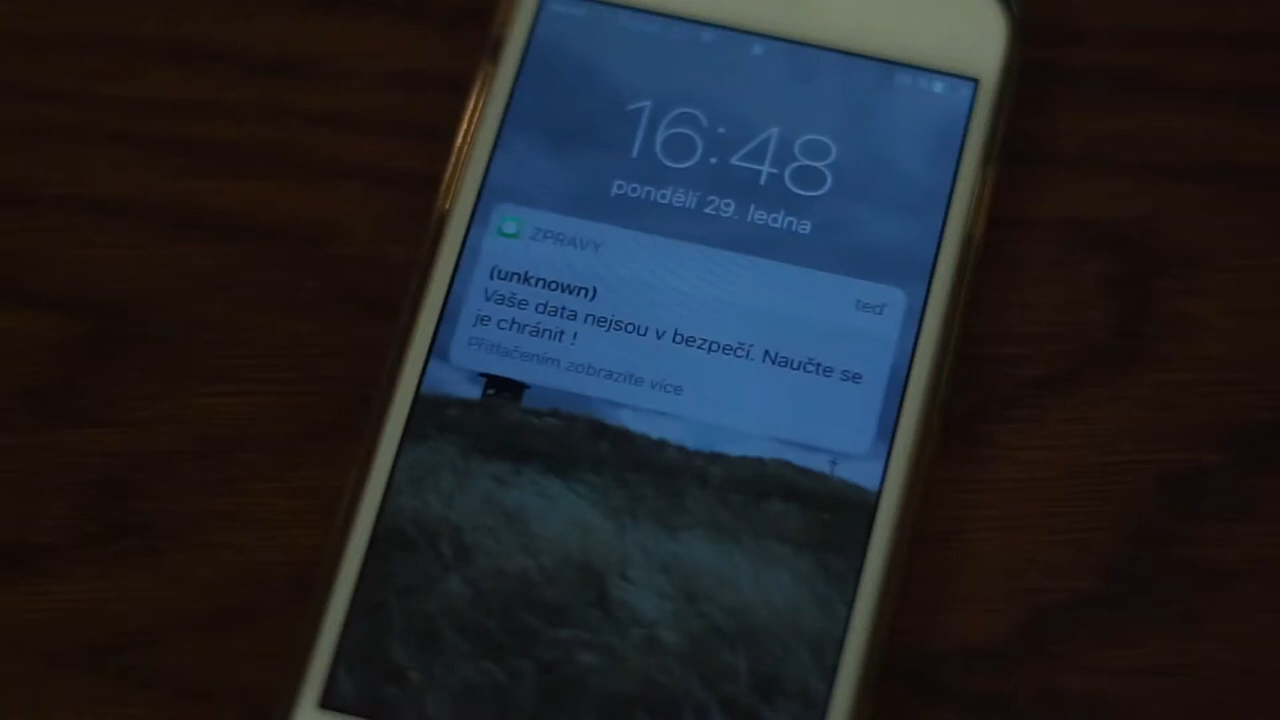 16:48
pondělí 29. ledna
ZPRÁVY
teď
(unknown)
Vaše data nejsou v bezpečí. Naučte se
je chránit !
Přitlačením zobrazíte více